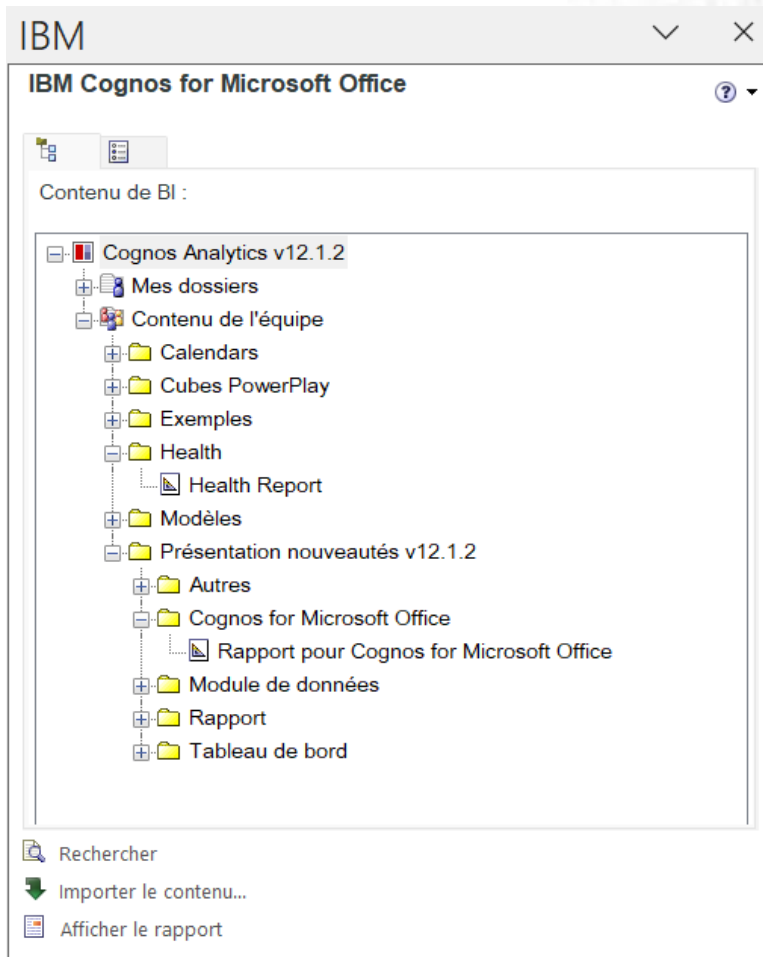 IBM
IBM Cognos for Microsoft Office
Contenu de BI :
Cognos Analytics v12.1.2
Mes dossiers
Contenu de l'équipe
Calendars
Cubes PowerPlay
Exemples
Health
Health Report
Modèles
Présentation nouveautés v12.1.2
Autres
Cognos for Microsoft Office
Rapport pour Cognos for Microsoft Office
Module de données
Rapport
Tableau de bord
Rechercher
Importer le contenu...
Afficher le rapport